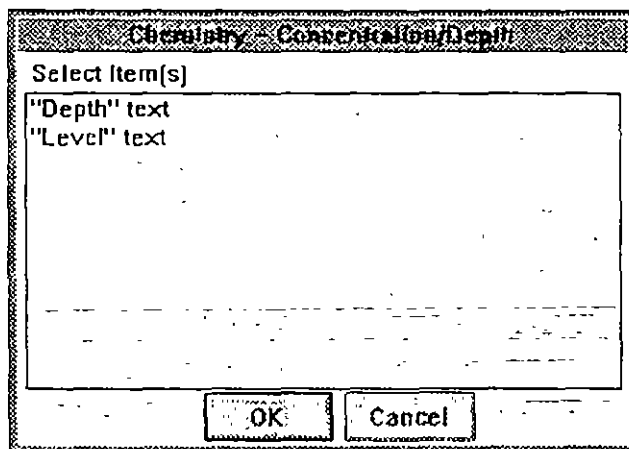 Chemistry - Concentration/Depth
Select Item(s)
"Depth" text
"Level" text
OK
Cancel